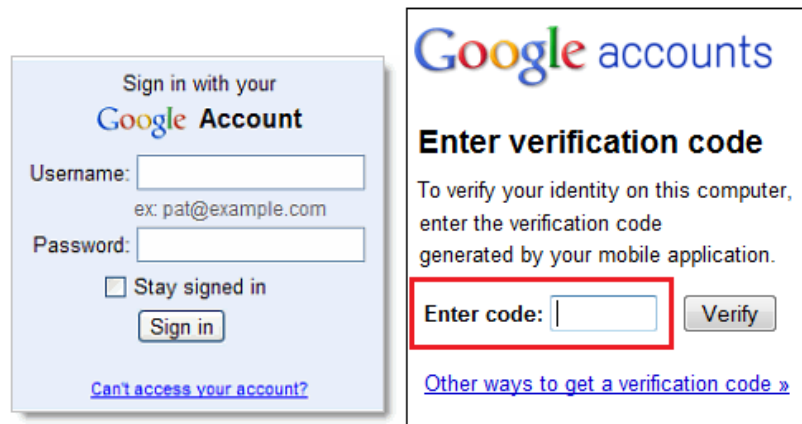 Sign in with your
Google Account
Username:
ex: pat@example.com
Password:
Stay signed in
Sign in
Can't access your account?
Google accounts
Enter verification code
To verify your identity on this computer,
enter the verification code
generated by your mobile application.
Enter code: Verify
Other ways to get a verification code »